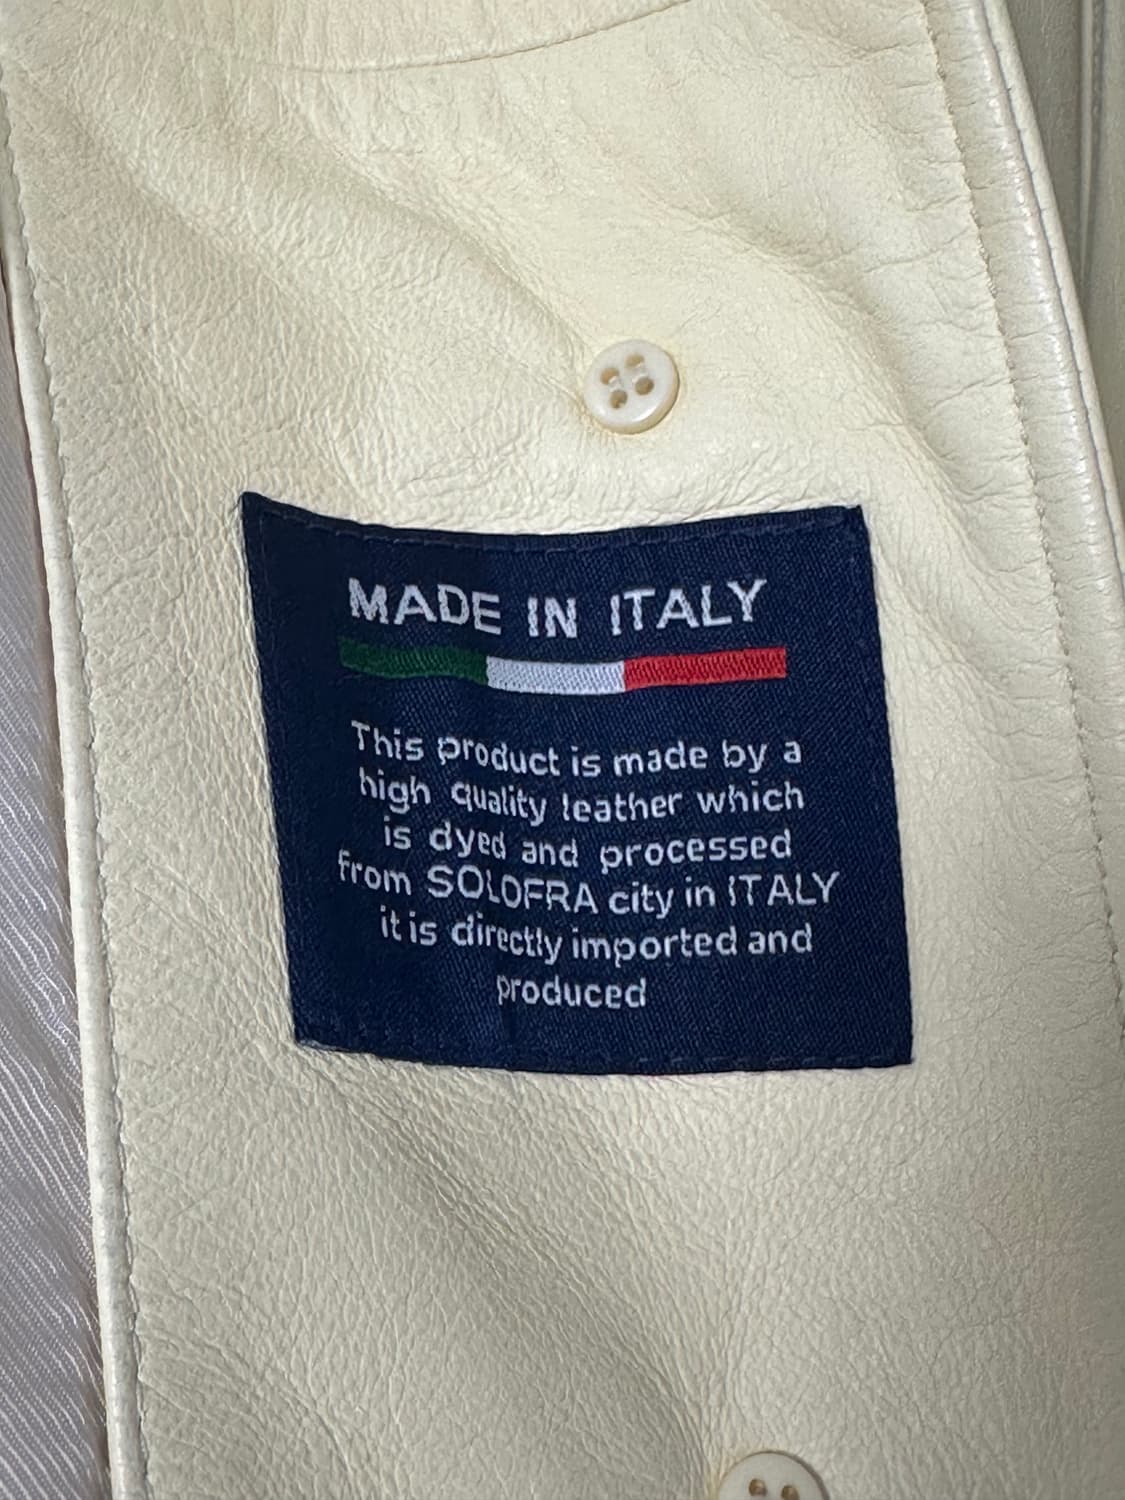 MADE IN ITALY
This product is made by a
high quality leather which
is dyed and processed
from SOLOFRA city in ITALY
it is directly imported and
produced